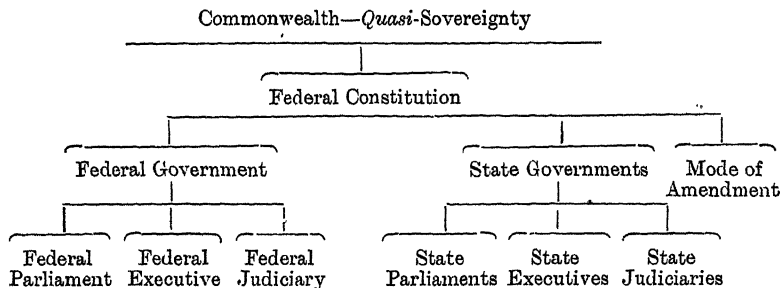 Commonwealth—Quasi-Sovereignty
Federal Constitution
Federal Government
State Governments
Mode of
Amendment
Federal
Parliament
Federal
Executive
Federal
Judiciary
State
Parliaments
State
Executives
State
Judiciaries